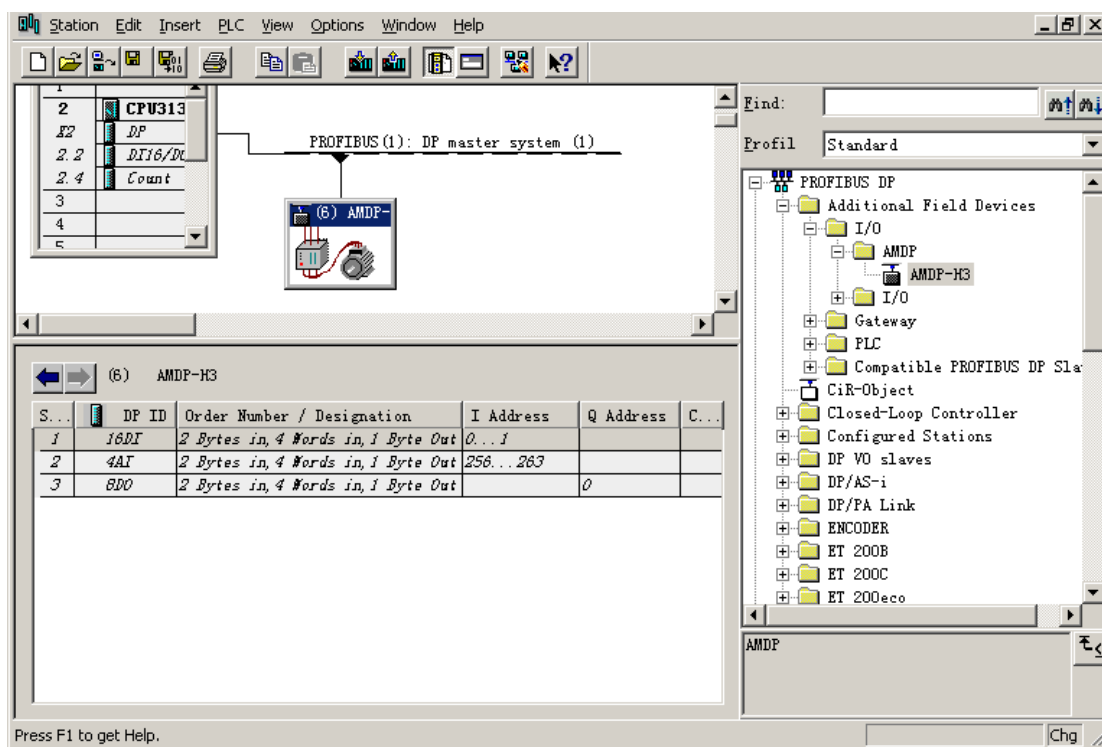 Station Edit Insert PLC View Options Window Help
2 CPU313
X2 DP
2.2 DI16/DO
2.4 Count
3
4
5
PROFIBUS(1): DP master system (1)
(6) AMDP-
Find:
Profil Standard
PROFIBUS DP
Additional Field Devices
I/O
AMDP
AMDP-H3
I/O
Gateway
PLC
Compatible PROFIBUS DP Sla
CiR-Object
Closed-Loop Controller
Configured Stations
DP V0 slaves
DP/AS-i
DP/PA Link
ENCODER
ET 200B
ET 200C
ET 200eco
(6) AMDP-H3
S... DP ID Order Number / Designation I Address Q Address C...
1 16DI 2 Bytes in,4 Words in,1 Byte Out 0...1
2 4AI 2 Bytes in,4 Words in,1 Byte Out 256...263
3 8DO 2 Bytes in,4 Words in,1 Byte Out 0
AMDP
Press F1 to get Help.
Chg